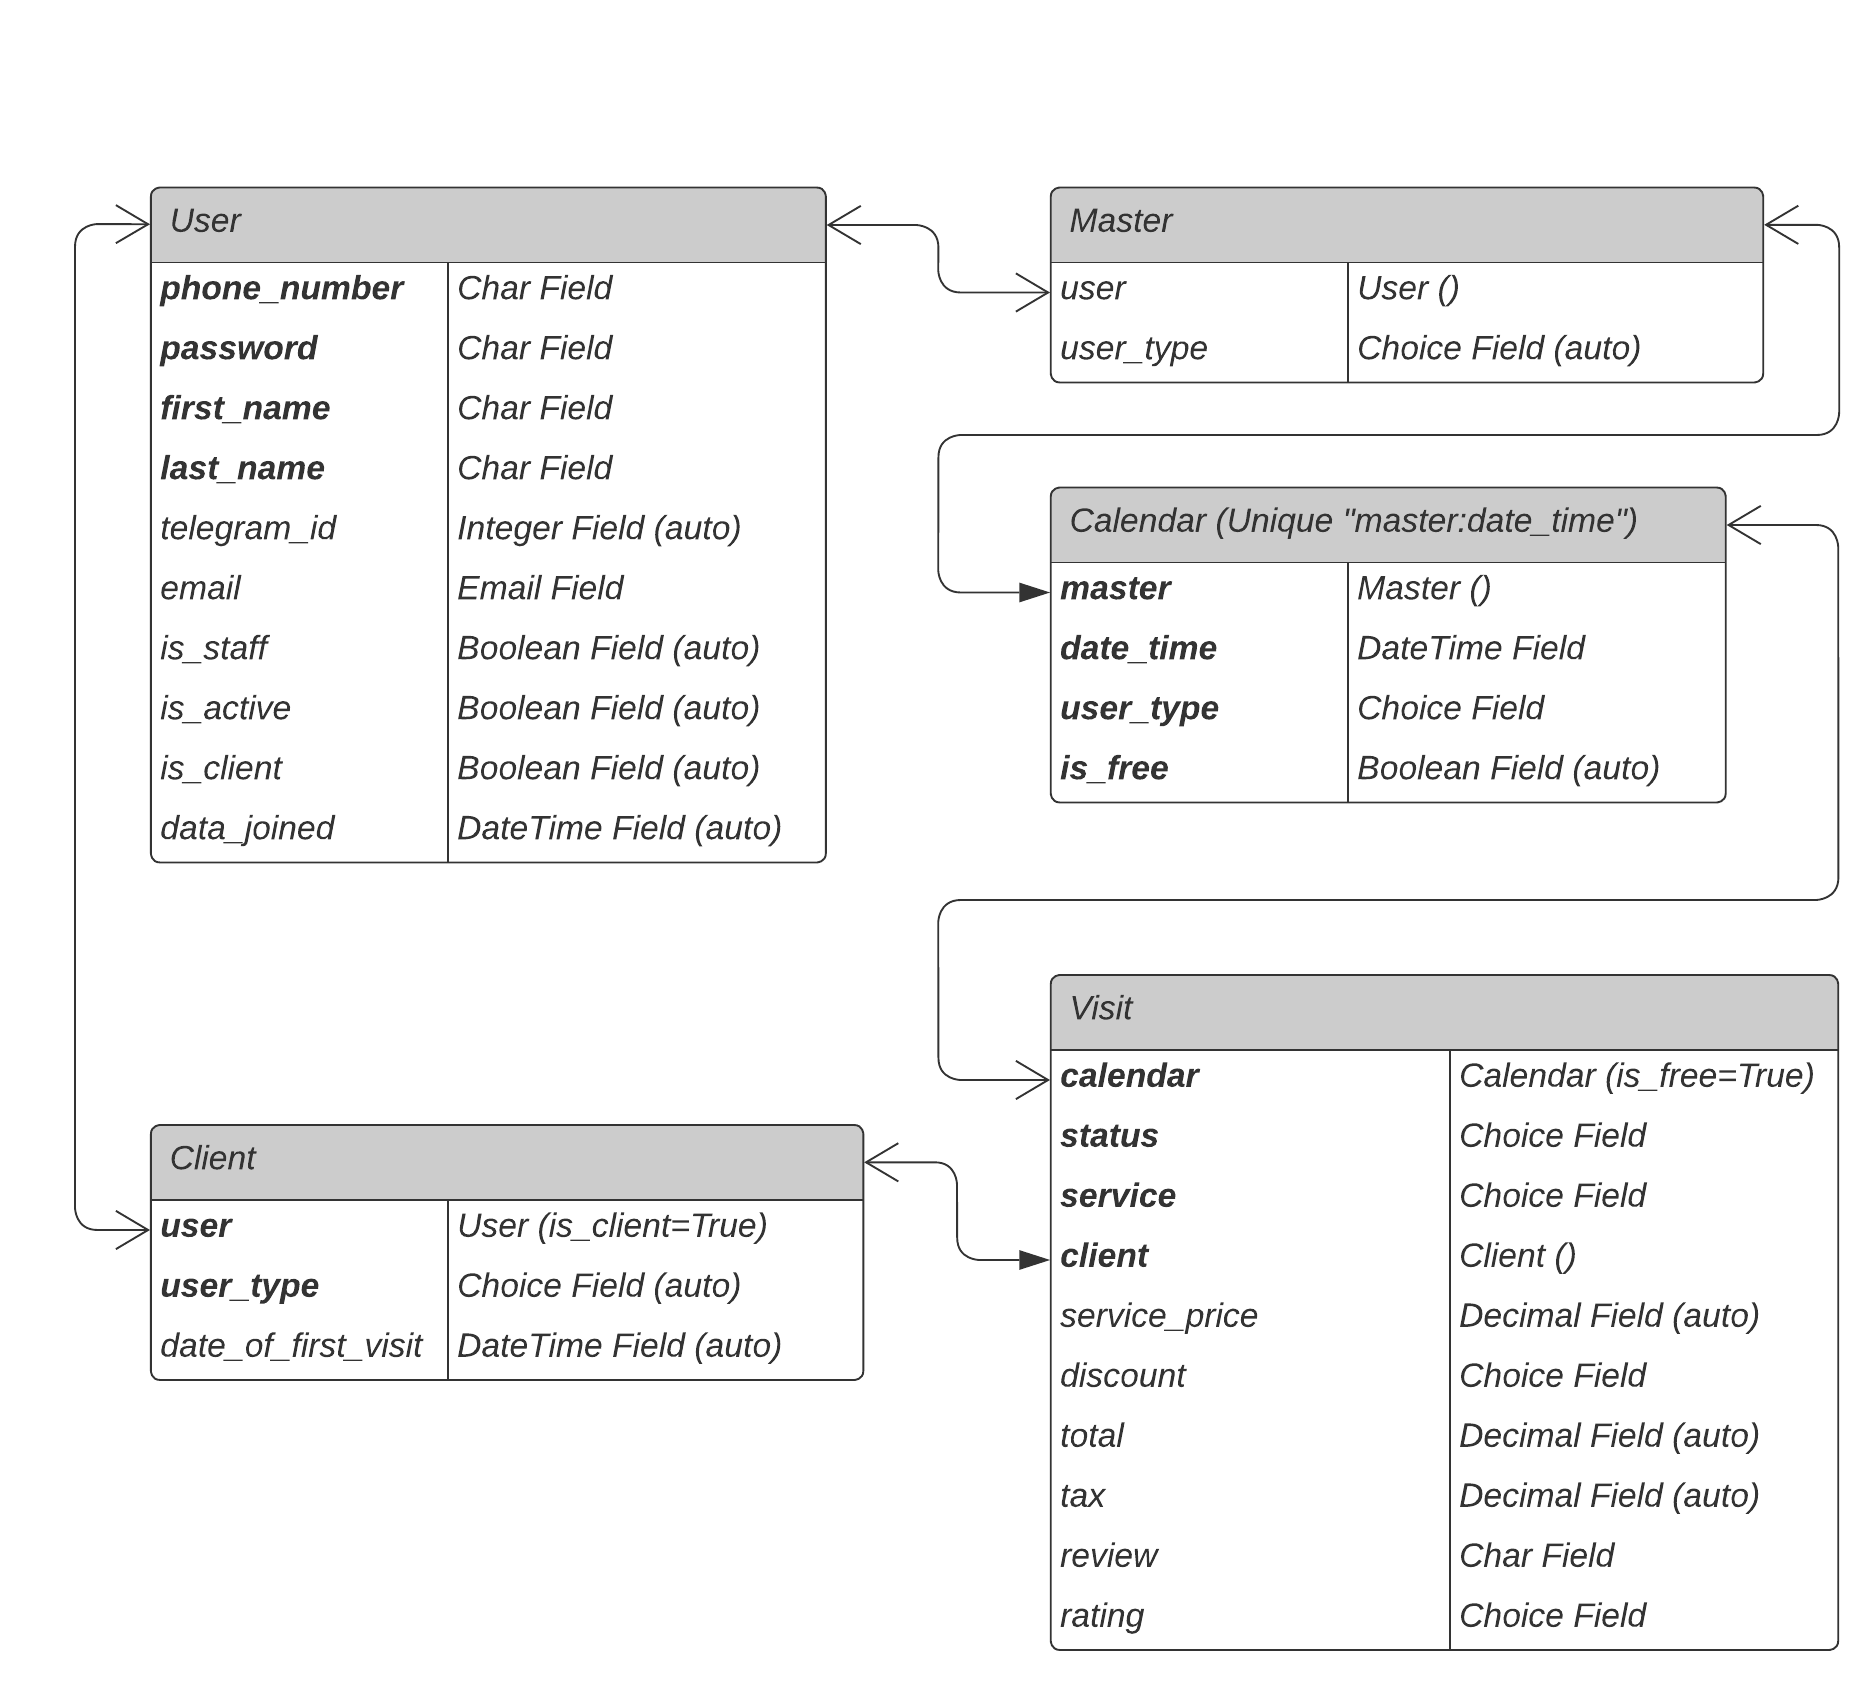 User
phone_number Char Field
password Char Field
first_name Char Field
last_name Char Field
telegram_id Integer Field (auto)
email Email Field
is_staff Boolean Field (auto)
is_active Boolean Field (auto)
is_client Boolean Field (auto)
data_joined DateTime Field (auto)
Master
user User ()
user_type Choice Field (auto)
Calendar (Unique "master:date_time")
master Master ()
date_time DateTime Field
user_type Choice Field
is_free Boolean Field (auto)
Client
user User (is_client=True)
user_type Choice Field (auto)
date_of_first_visit DateTime Field (auto)
Visit
calendar Calendar (is_free=True)
status Choice Field
service Choice Field
client Client ()
service_price Decimal Field (auto)
discount Choice Field
total Decimal Field (auto)
tax Decimal Field (auto)
review Char Field
rating Choice Field